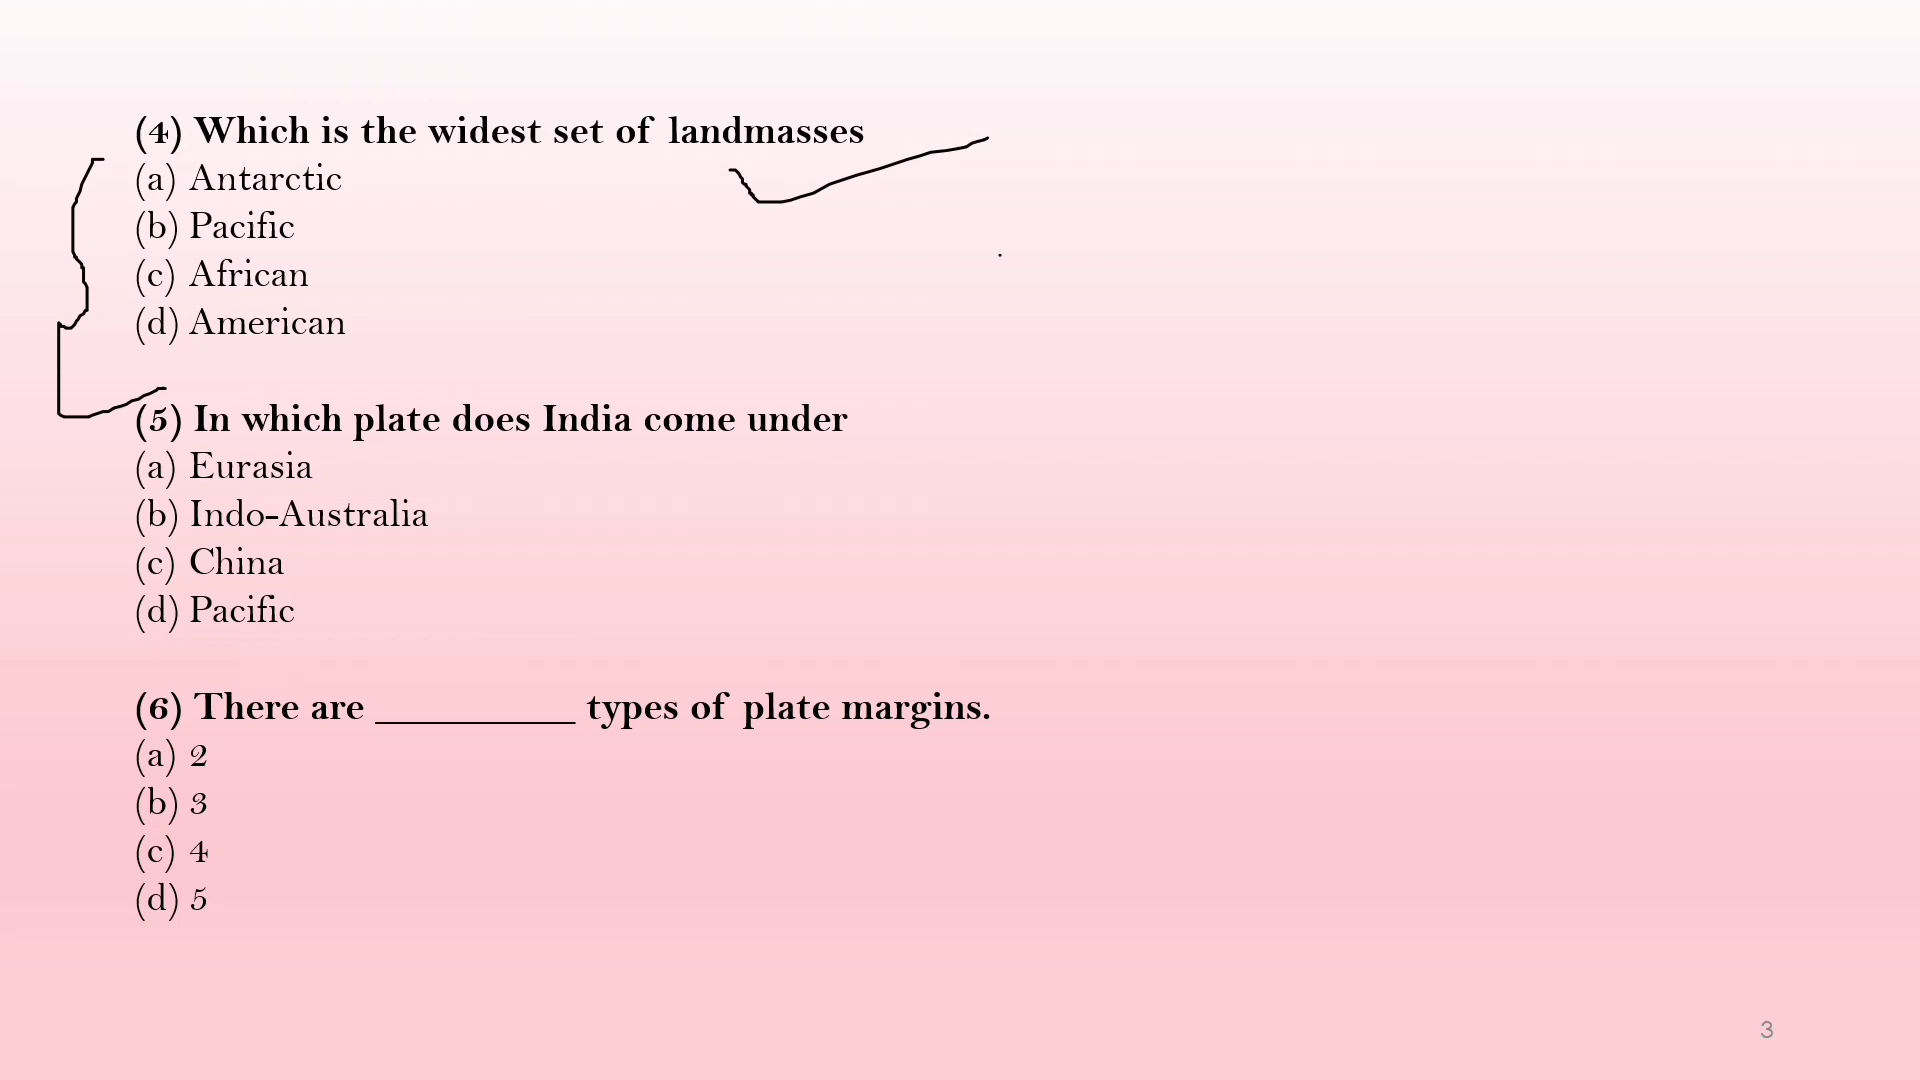 (4) Which is the widest set of landmasses
(a) Antarctic
(b) Pacific
(c) African
(d) American
(5) In which plate does India come under
(a) Eurasia
(b) Indo-Australia
(c) China
(d) Pacific
(6) There are __________ types of plate margins.
(a) 2
(b) 3
(c) 4
(d) 5
3